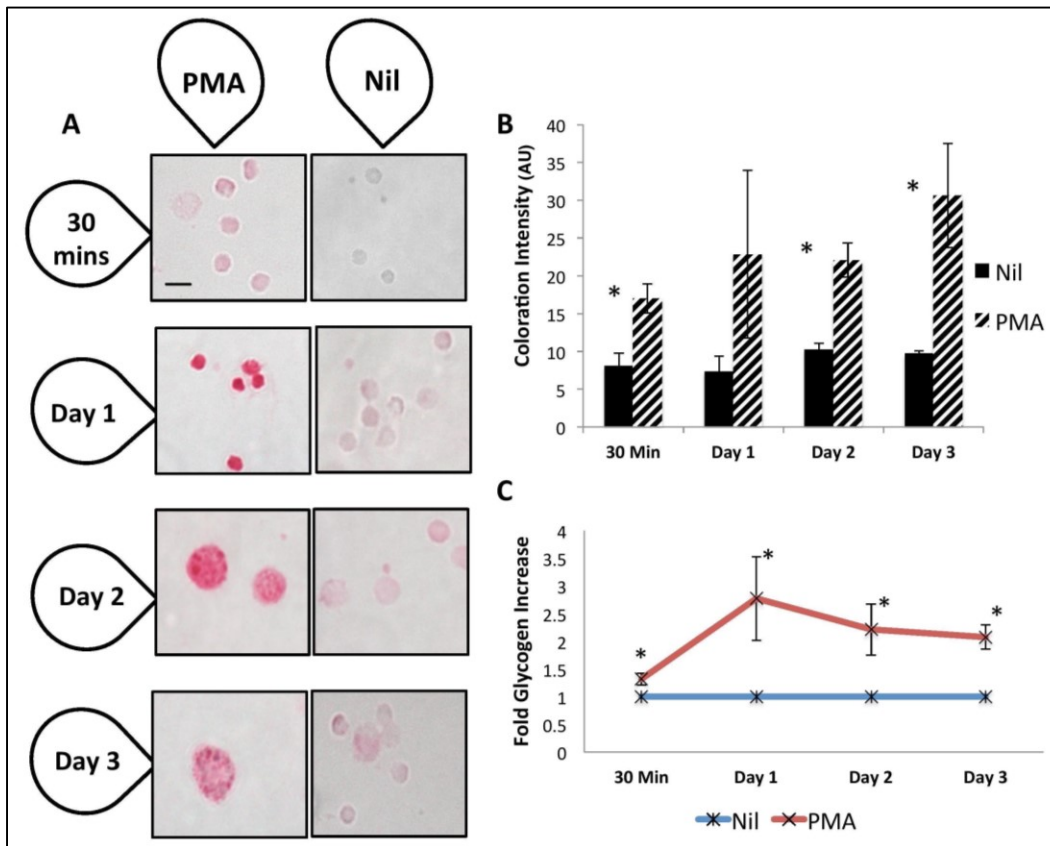 PMA
Nil
A
30
mins
Day 1
Day 2
Day 3
B
Coloration Intensity (AU)
40
35
30
25
20
15
10
5
0
*
*
*
30 Min
Day 1
Day 2
Day 3
Nil
PMA
C
Fold Glycogen Increase
4
3.5
3
2.5
2
1.5
1
0.5
0
*
*
*
*
30 Min
Day 1
Day 2
Day 3
Nil
PMA